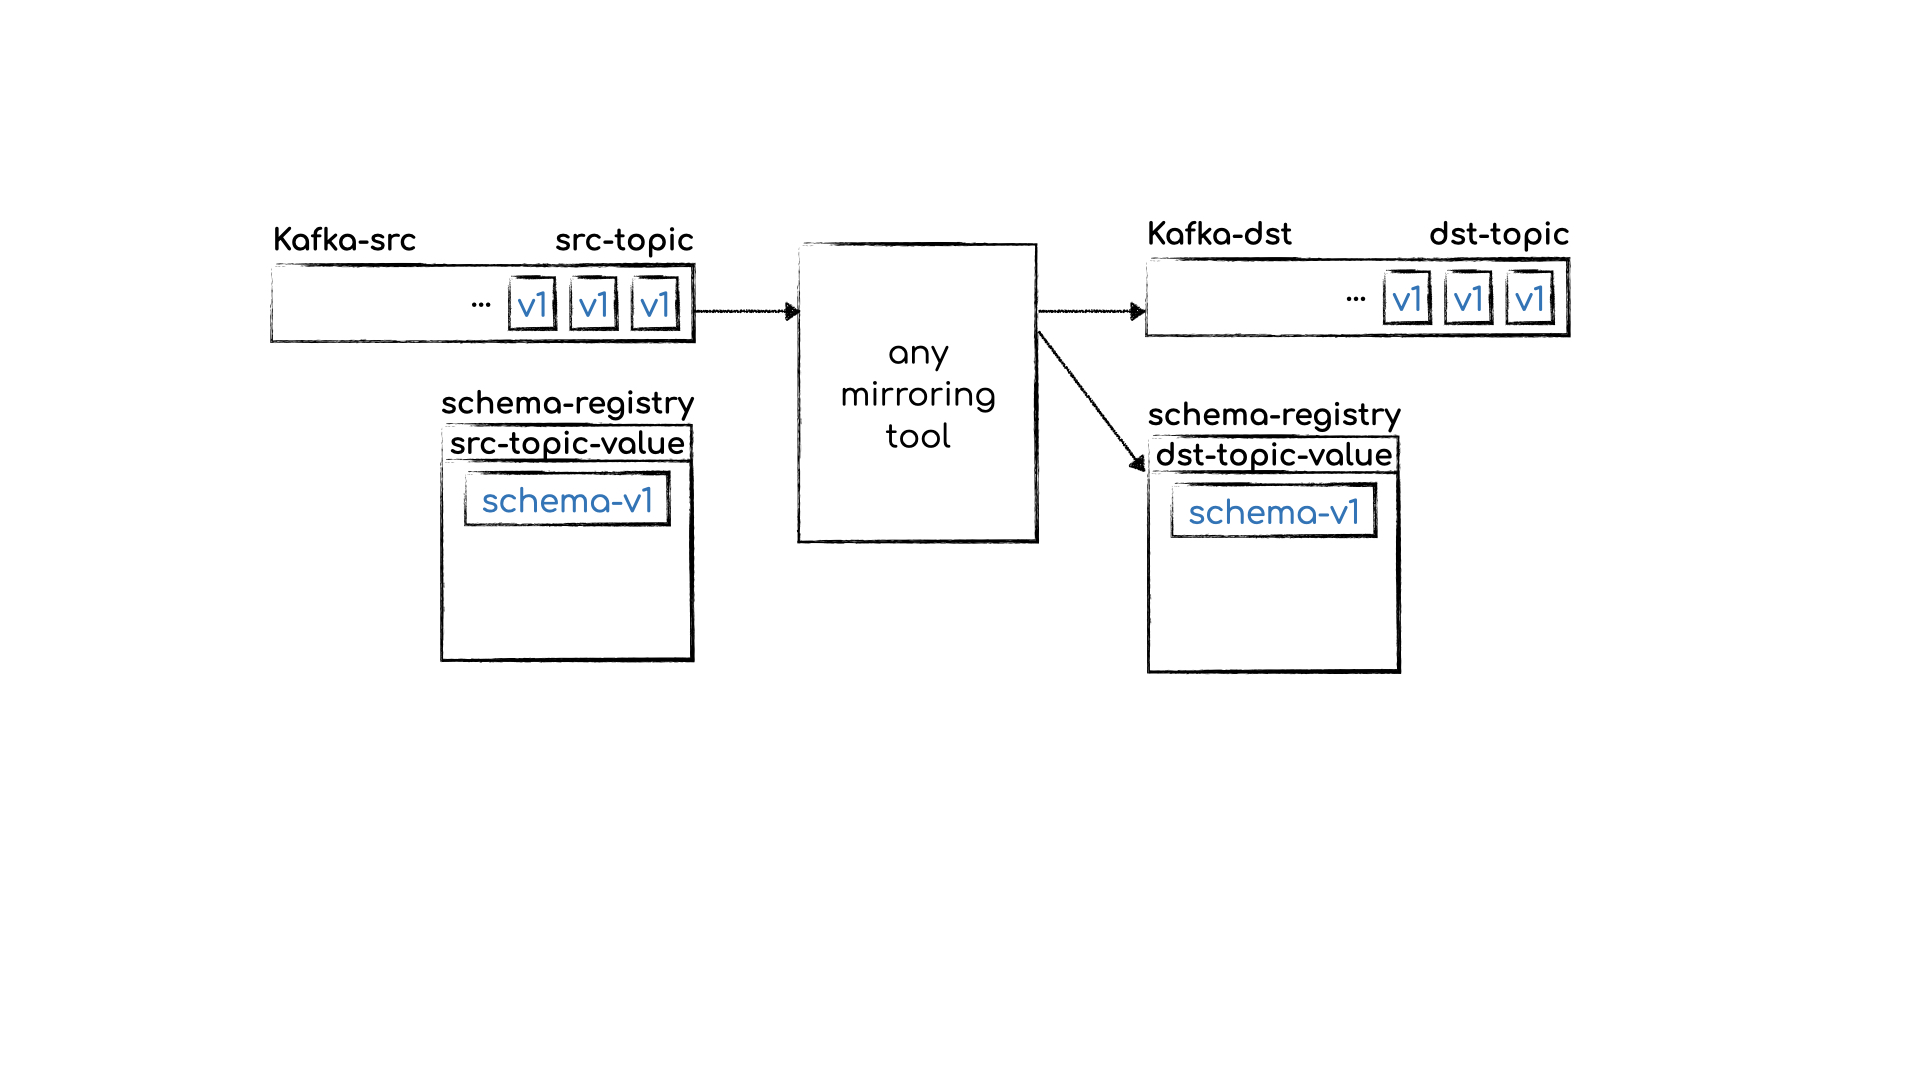 Kafka-src src-topic
... v1 v1 v1
schema-registry
src-topic-value
schema-v1
any
mirroring
tool
Kafka-dst dst-topic
... v1 v1 v1
schema-registry
dst-topic-value
schema-v1